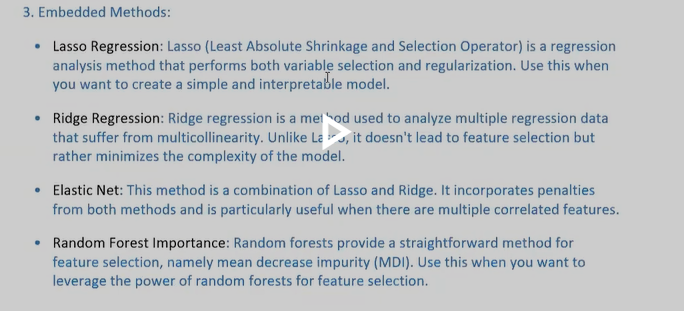 3. Embedded Methods:
• Lasso Regression: Lasso (Least Absolute Shrinkage and Selection Operator) is a regression
analysis method that performs both variable selection and regularization. Use this when
you want to create a simple and interpretable model.
• Ridge Regression: Ridge regression is a method used to analyze multiple regression data
that suffer from multicollinearity. Unlike Lasso, it doesn't lead to feature selection but
rather minimizes the complexity of the model.
• Elastic Net: This method is a combination of Lasso and Ridge. It incorporates penalties
from both methods and is particularly useful when there are multiple correlated features.
• Random Forest Importance: Random forests provide a straightforward method for
feature selection, namely mean decrease impurity (MDI). Use this when you want to
leverage the power of random forests for feature selection.